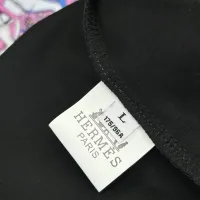 L
175/96A
HERMES
PARIS